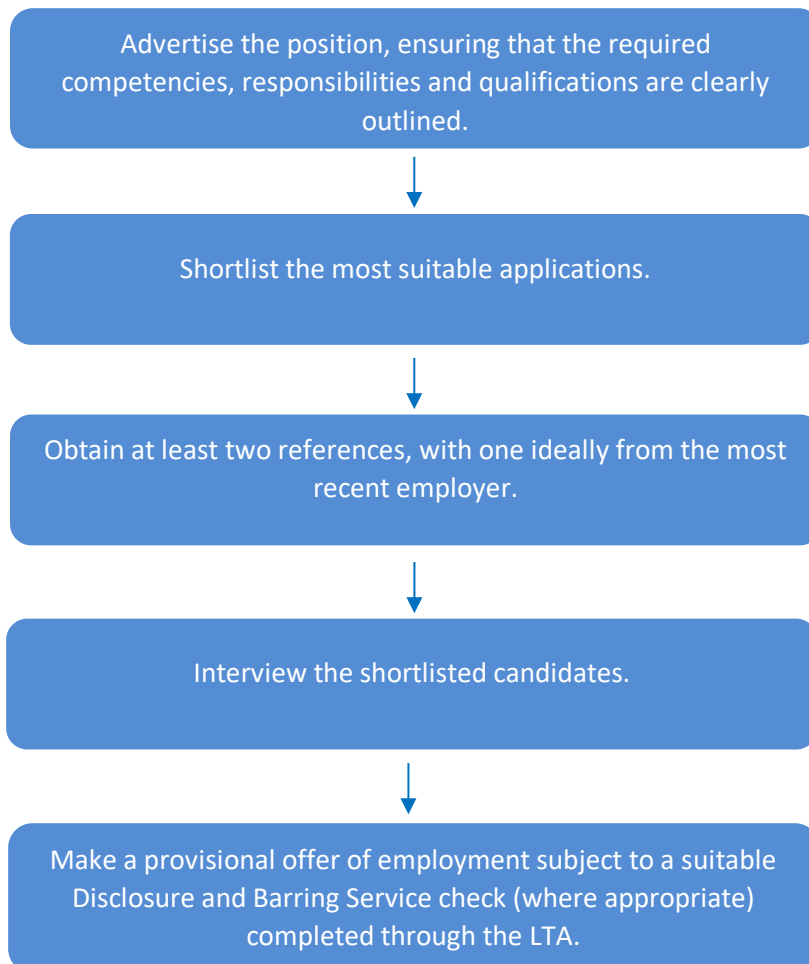 Advertise the position, ensuring that the required
competencies, responsibilities and qualifications are clearly
outlined.
Shortlist the most suitable applications.
Obtain at least two references, with one ideally from the most
recent employer.
Interview the shortlisted candidates.
Make a provisional offer of employment subject to a suitable
Disclosure and Barring Service check (where appropriate)
completed through the LTA.